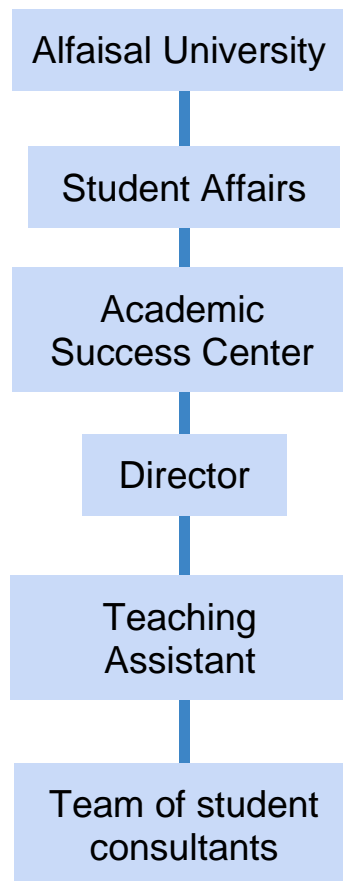 Alfaisal University
Student Affairs
Academic
Success Center
Director
Teaching
Assistant
Team of student
consultants